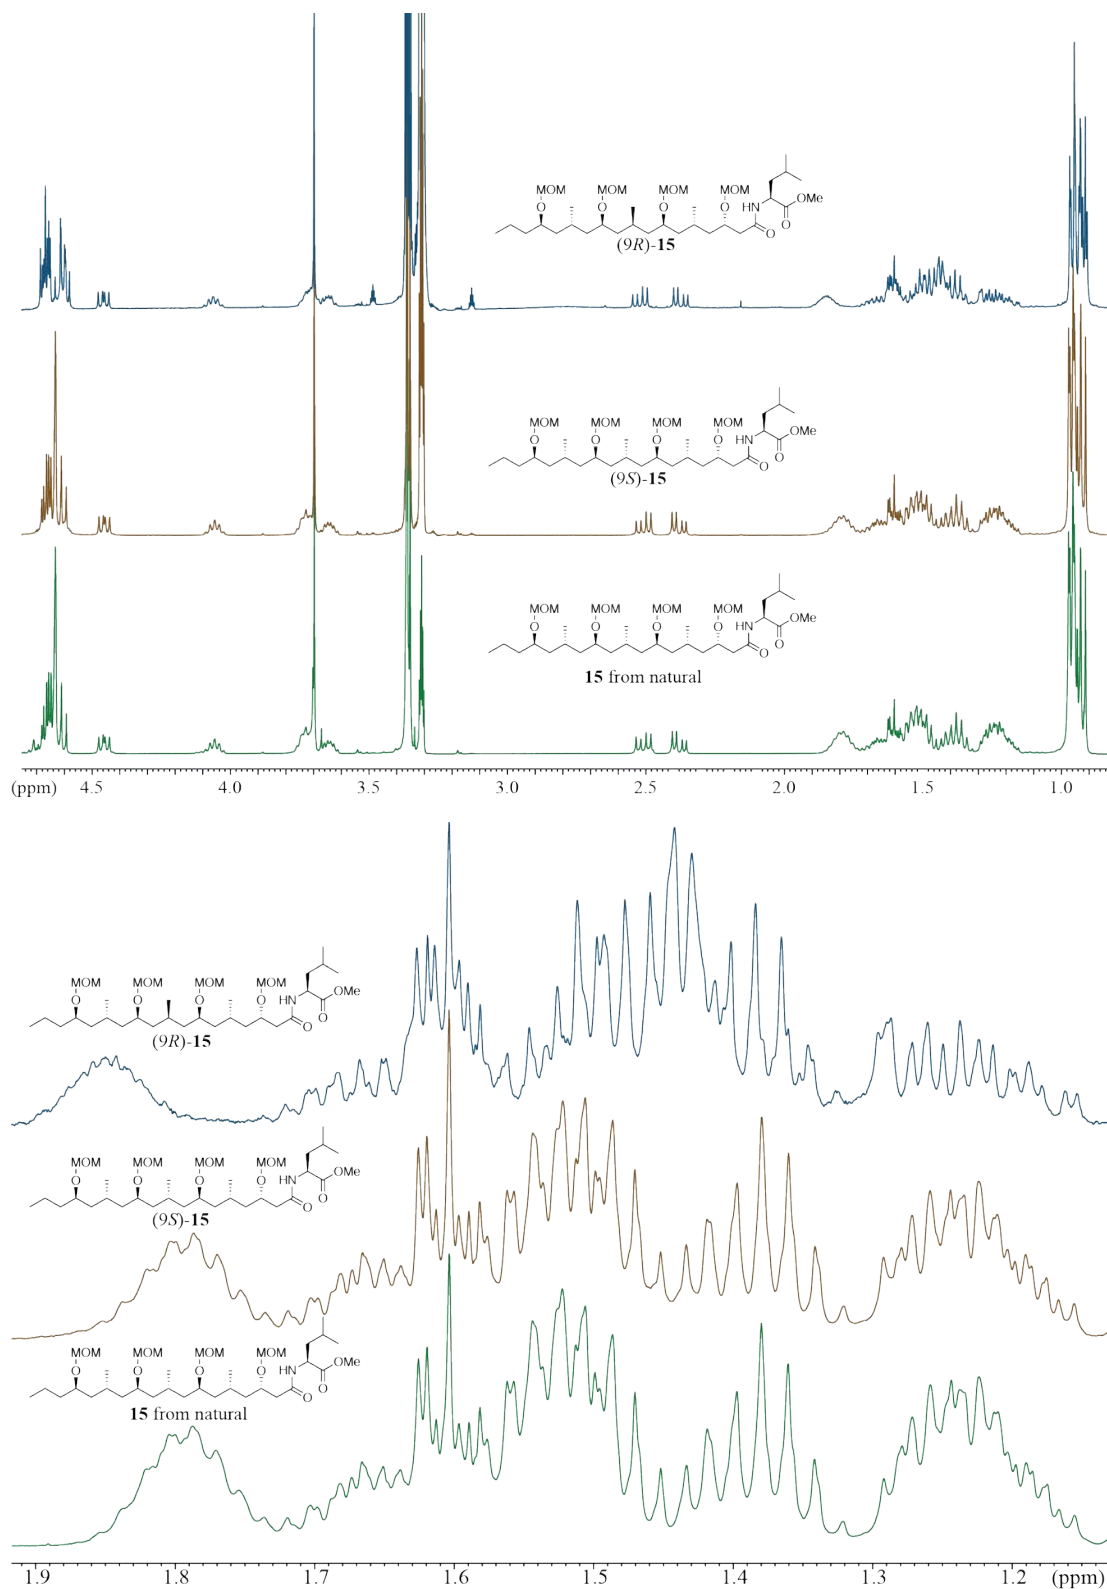 MOM MOM MOM MOM
O O O O HN OMe
O O
(9R)-15
MOM MOM MOM MOM
O O O O HN OMe
O O
(9S)-15
MOM MOM MOM MOM
O O O O HN OMe
O O
15 from natural
(ppm) 4.5 4.0 3.5 3.0 2.5 2.0 1.5 1.0
MOM MOM MOM MOM
O O O O HN OMe
O O
(9R)-15
MOM MOM MOM MOM
O O O O HN OMe
O O
(9S)-15
MOM MOM MOM MOM
O O O O HN OMe
O O
15 from natural
1.9 1.8 1.7 1.6 1.5 1.4 1.3 1.2 (ppm)